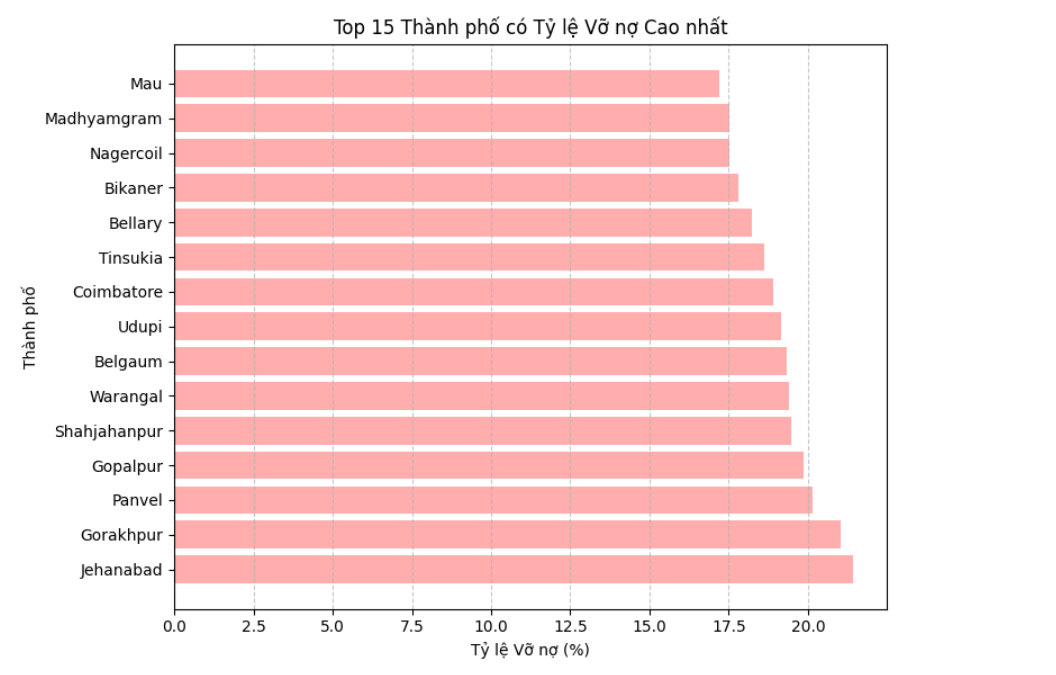 Top 15 Thành phố có Tỷ lệ Vỡ nợ Cao nhất
Thành phố
Mau
Madhyamgram
Nagercoil
Bikaner
Bellary
Tinsukia
Coimbatore
Udupi
Belgaum
Warangal
Shahjahanpur
Gopalpur
Panvel
Gorakhpur
Jehanabad
0.0 2.5 5.0 7.5 10.0 12.5 15.0 17.5 20.0
Tỷ lệ Vỡ nợ (%)